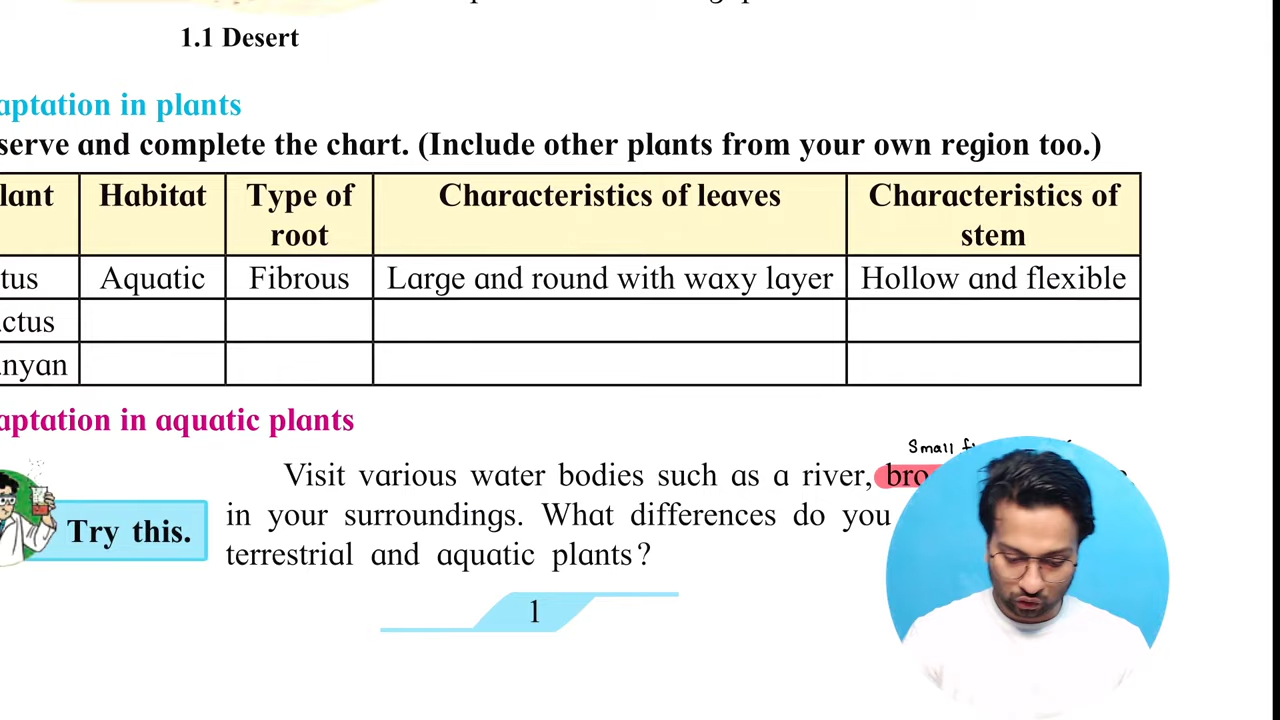 1.1 Desert
aptation in plants
serve and complete the chart. (Include other plants from your own region too.)
lant Habitat Type of root Characteristics of leaves Characteristics of stem
tus Aquatic Fibrous Large and round with waxy layer Hollow and flexible
ctus
nyan
aptation in aquatic plants
Small
Visit various water bodies such as a river, bro
in your surroundings. What differences do you
terrestrial and aquatic plants?
Try this.
1